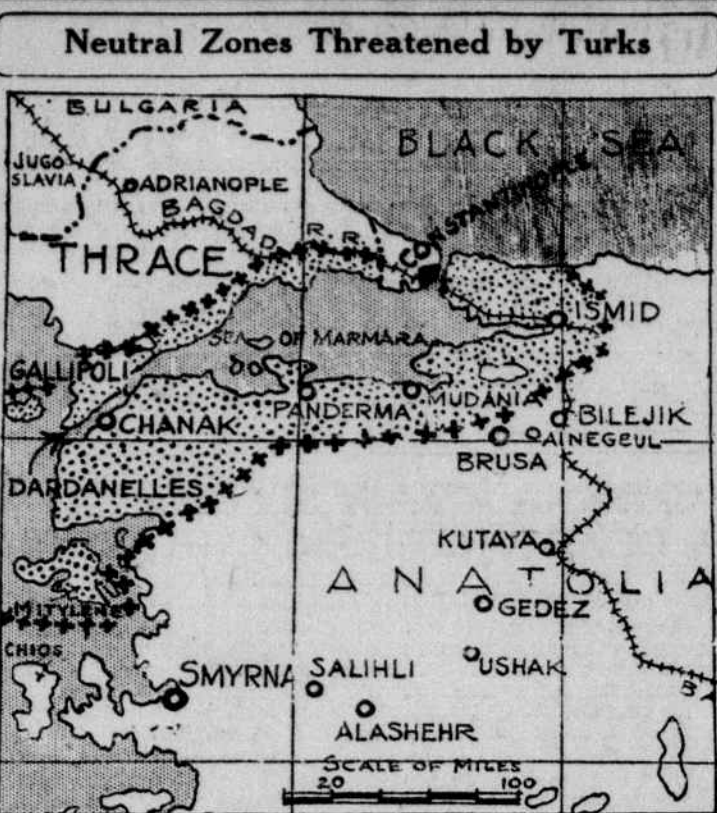 Neutral Zones Threatened by Turks
BULGARIA
BLACK SEA
JUGO
SLAVIA
ADRIANOPLE
BAGDAD R R
CONSTANTINOPLE
THRACE
ISMID
SEA OF MARMARA
GALLIPOLI
PANDERMA
MUDANIA
CHANAK
BILEJIK
AINEGEUL
BRUSA
DARDANELLES
KUTAYA
ANATOLIA
MITYLENE
GEDEZ
CHIOS
SMYRNA
SALIHLI
USHAK
ALASHEHR
SCALE OF MILES
20 100